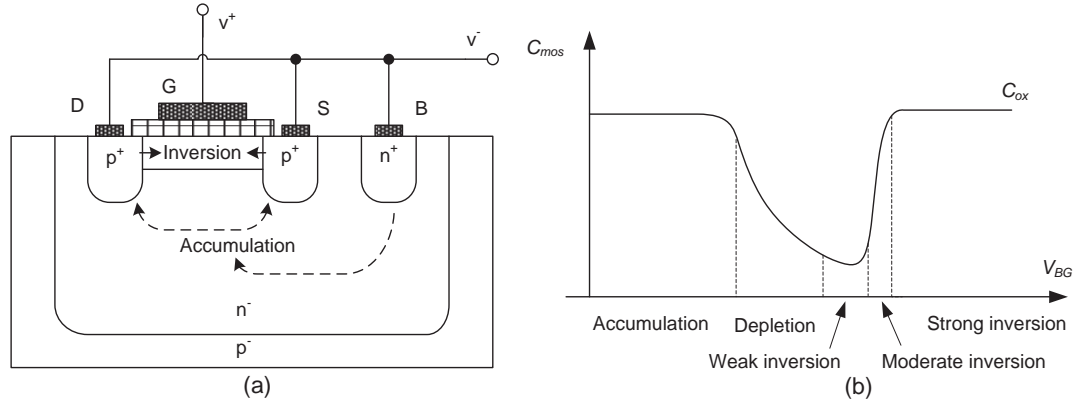 v+
v-
G
D
S
B
p+
Inversion
p+
n+
Accumulation
n-
p-
(a)
Cmos
Cox
VBG
Accumulation
Depletion
Strong inversion
Weak inversion
Moderate inversion
(b)